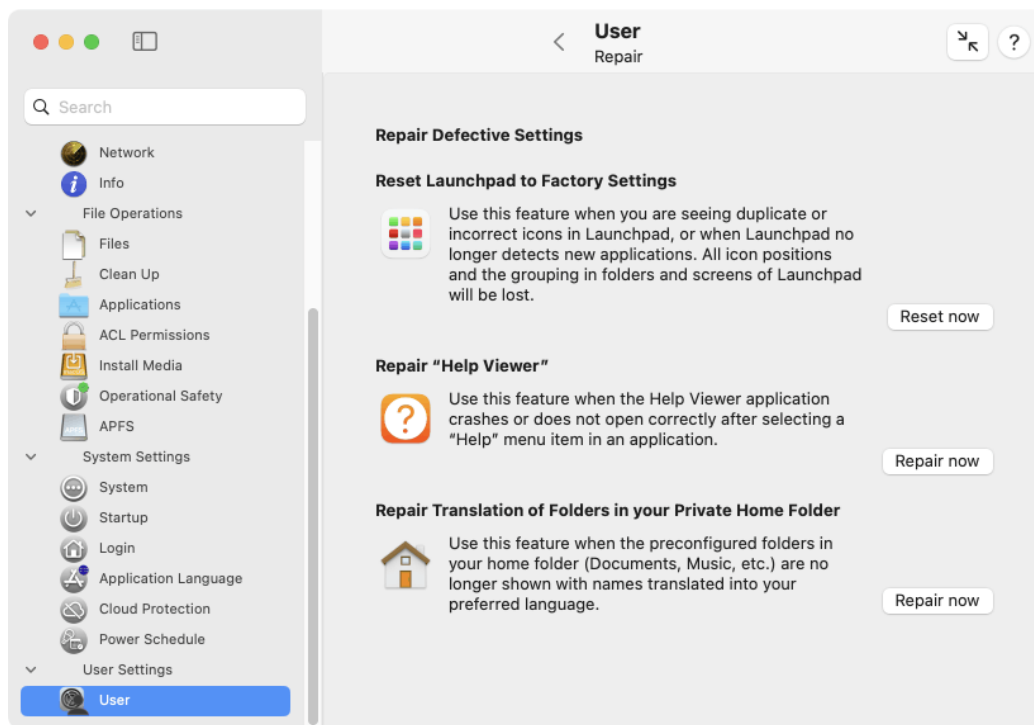 User
Repair
?
Search
Network
Info
File Operations
Files
Clean Up
Applications
ACL Permissions
Install Media
Operational Safety
APFS
System Settings
System
Startup
Login
Application Language
Cloud Protection
Power Schedule
User Settings
User
Repair Defective Settings
Reset Launchpad to Factory Settings
Use this feature when you are seeing duplicate or
incorrect icons in Launchpad, or when Launchpad no
longer detects new applications. All icon positions
and the grouping in folders and screens of Launchpad
will be lost.
Reset now
Repair “Help Viewer”
Use this feature when the Help Viewer application
crashes or does not open correctly after selecting a
“Help” menu item in an application.
Repair now
Repair Translation of Folders in your Private Home Folder
Use this feature when the preconfigured folders in
your home folder (Documents, Music, etc.) are no
longer shown with names translated into your
preferred language.
Repair now